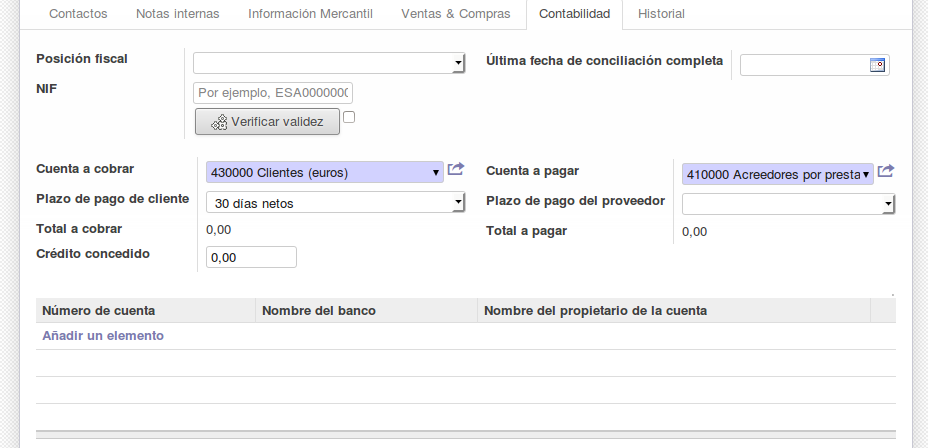 Contactos Notas internas Información Mercantil Ventas & Compras Contabilidad Historial
Posición fiscal
Última fecha de conciliación completa
NIF
Por ejemplo, ESA0000000
Verificar validez
Cuenta a cobrar
430000 Clientes (euros)
Cuenta a pagar
410000 Acreedores por presta
Plazo de pago de cliente
30 días netos
Plazo de pago del proveedor
Total a cobrar
0,00
Total a pagar
0,00
Crédito concedido
0,00
Número de cuenta Nombre del banco Nombre del propietario de la cuenta
Añadir un elemento